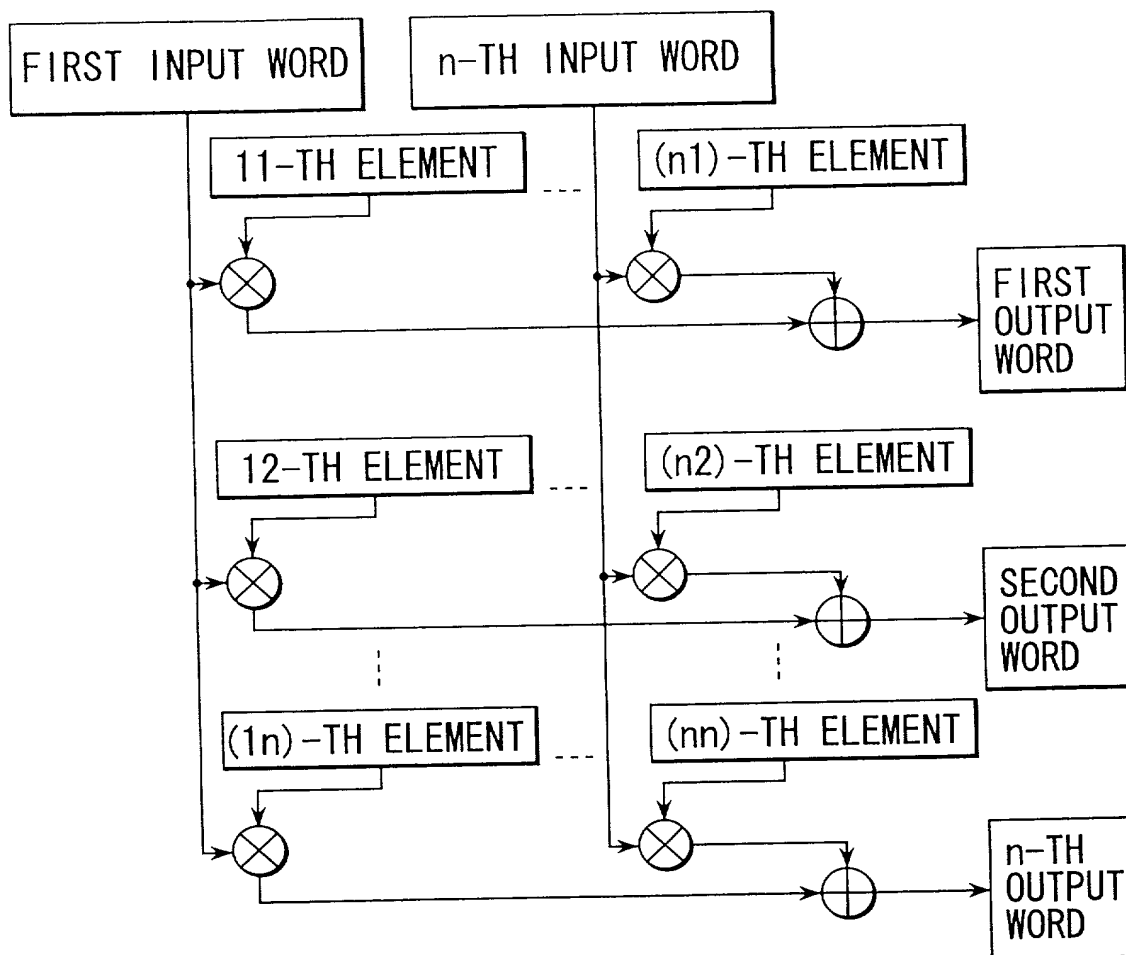 FIRST INPUT WORD
n-TH INPUT WORD
11-TH ELEMENT
(n1)-TH ELEMENT
FIRST
OUTPUT
WORD
12-TH ELEMENT
(n2)-TH ELEMENT
SECOND
OUTPUT
WORD
(1n)-TH ELEMENT
(nn)-TH ELEMENT
n-TH
OUTPUT
WORD